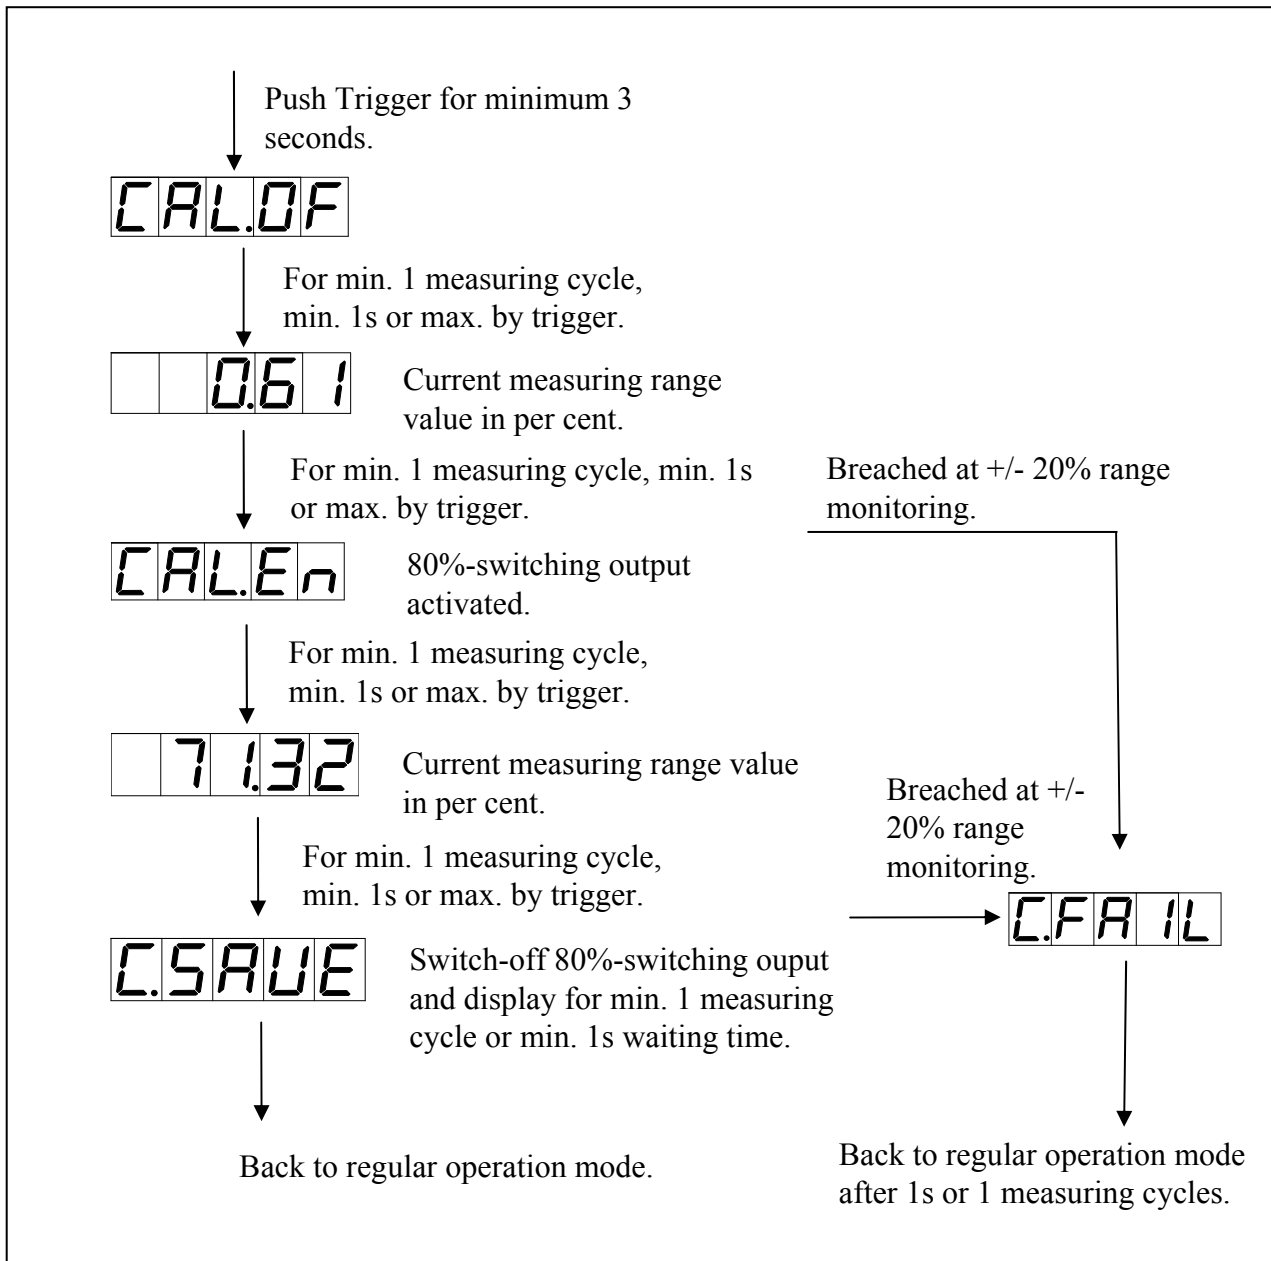 Push Trigger for minimum 3
seconds.
CAL.OF
For min. 1 measuring cycle,
min. 1s or max. by trigger.
0.61
Current measuring range
value in per cent.
For min. 1 measuring cycle, min. 1s
or max. by trigger.
Breached at +/- 20% range
monitoring.
CAL.En
80%-switching output
activated.
For min. 1 measuring cycle,
min. 1s or max. by trigger.
71.32
Current measuring range value
in per cent.
Breached at +/-
20% range
monitoring.
For min. 1 measuring cycle,
min. 1s or max. by trigger.
C.FAIL
C.SAVE
Switch-off 80%-switching ouput
and display for min. 1 measuring
cycle or min. 1s waiting time.
Back to regular operation mode.
Back to regular operation mode
after 1s or 1 measuring cycles.